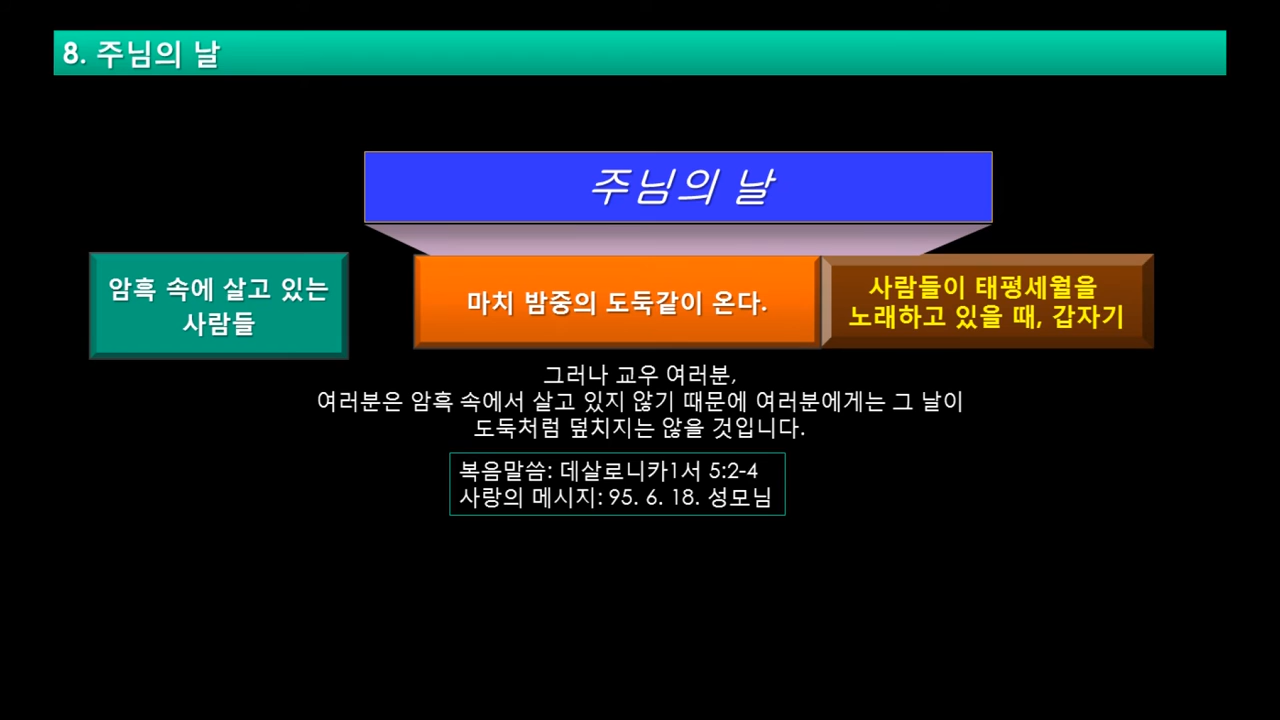 8. 주님의 날
주님의 날
암흑 속에 살고 있는
사람들
마치 밤중의 도둑같이 온다.
사람들이 태평세월을
노래하고 있을 때, 갑자기
그러나 교우 여러분,
여러분은 암흑 속에서 살고 있지 않기 때문에 여러분에게는 그 날이
도둑처럼 덮치지는 않을 것입니다.
복음말씀: 데살로니카1서 5:2-4
사랑의 메시지: 95. 6. 18. 성모님